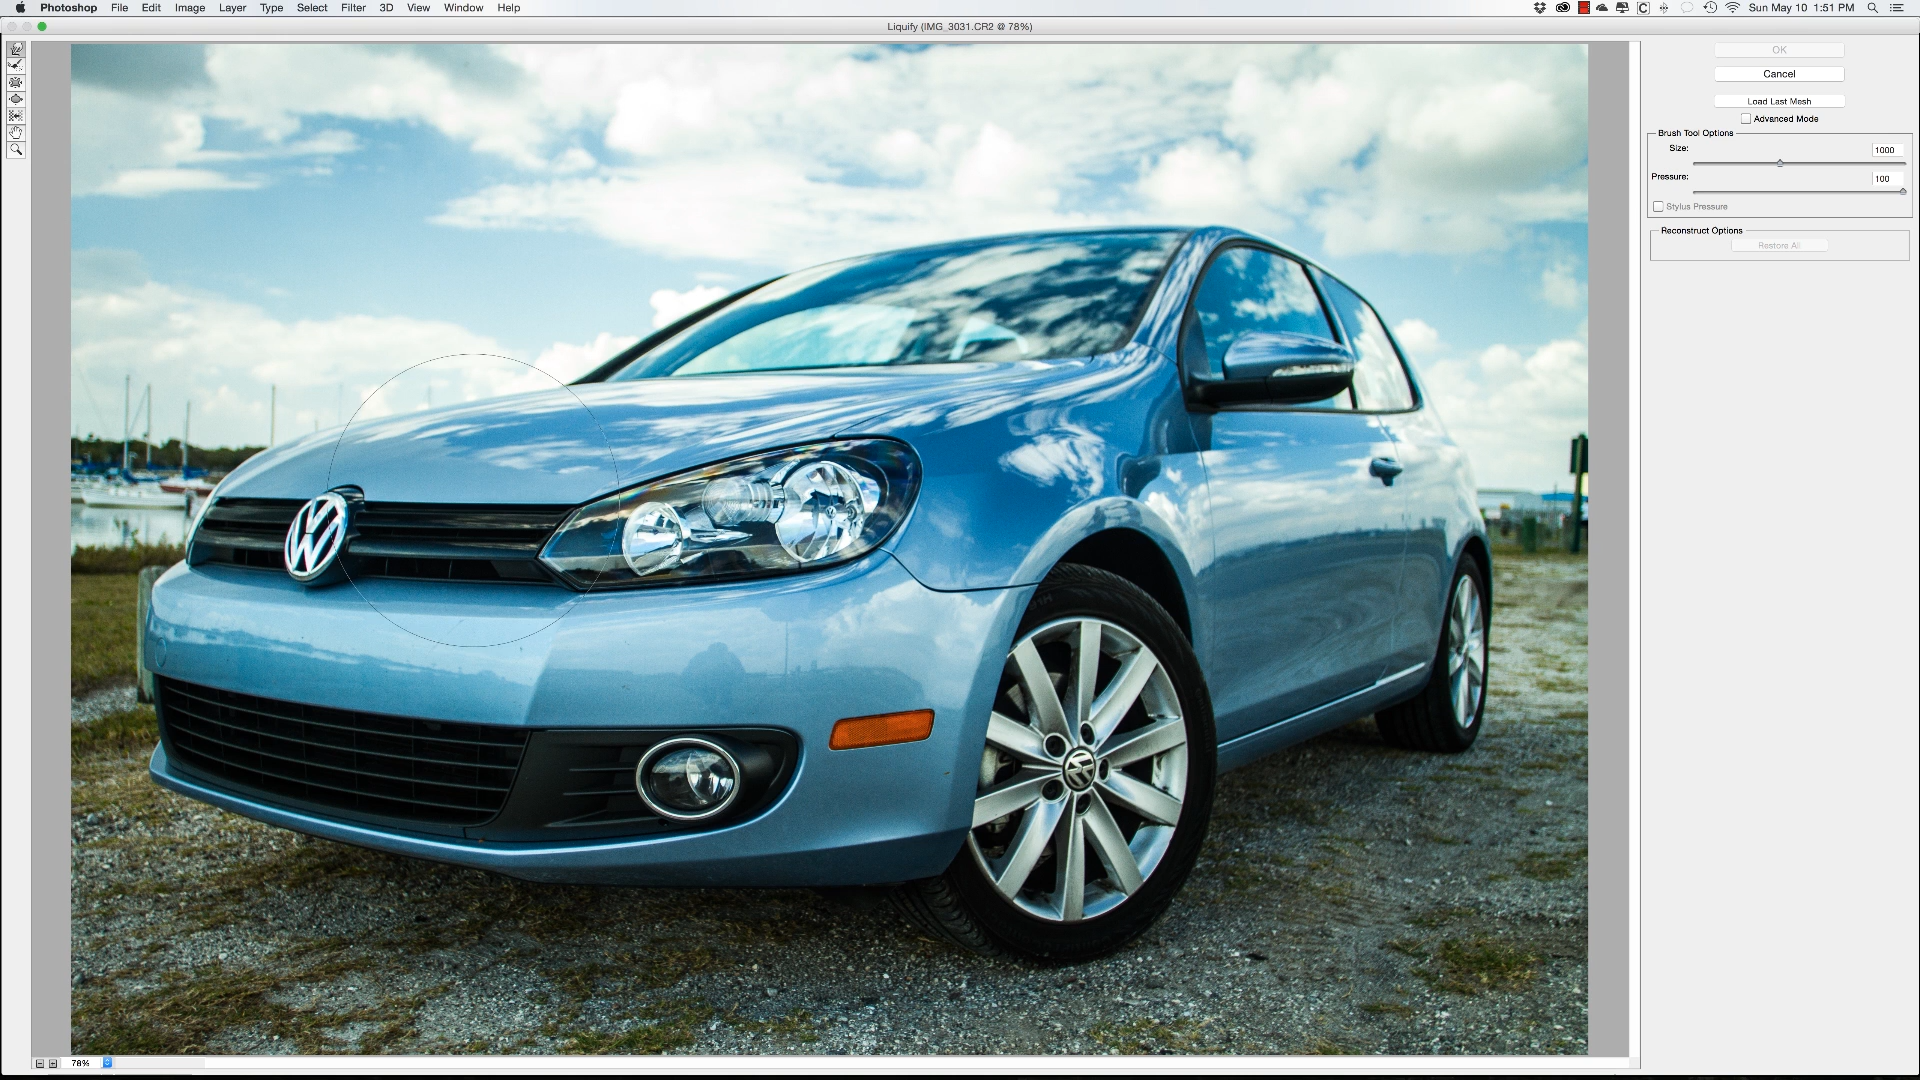 Photoshop File Edit Image Layer Type Select Filter 3D View Window Help
Sun May 10 1:51 PM
Liquify (IMG_3031.CR2 @ 78%)
OK
Cancel
Load Last Mesh
Advanced Mode
Brush Tool Options
Size: 1000
Pressure: 100
Stylus Pressure
Reconstruct Options
Restore All
78%